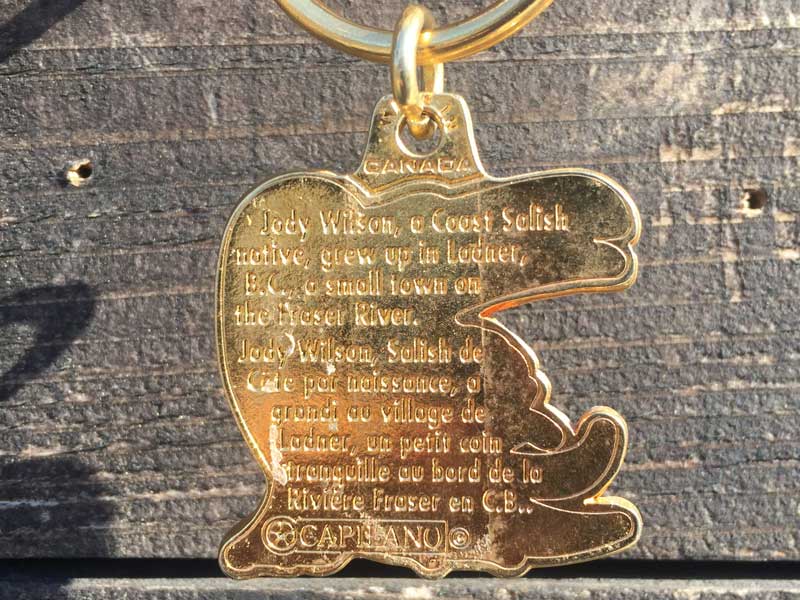 CANADA
Jody Wilson, a Coast Salish
native, grew up in Ladner,
B.C., a small town on
the Fraser River.
Jody Wilson, Salish de
Côte par naissance, a
grandi au village de
Ladner, un petit coin
tranquille au bord de la
Rivière Fraser en C.B..
CAPILANO ©